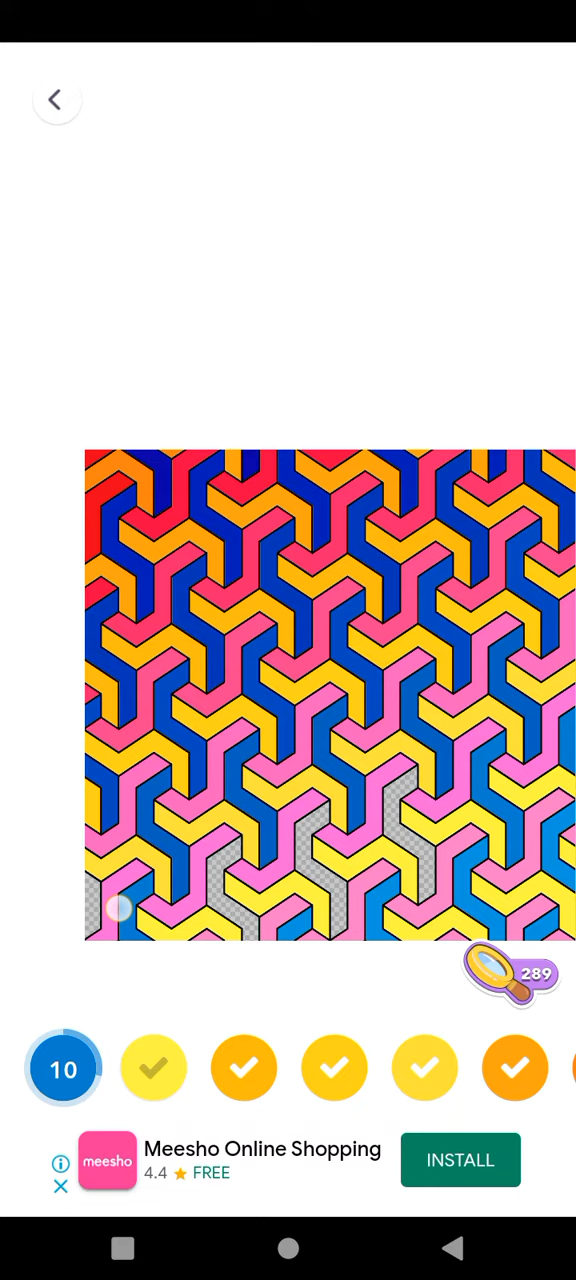 289
10
meesho
Meesho Online Shopping
4.4 ★ FREE
INSTALL